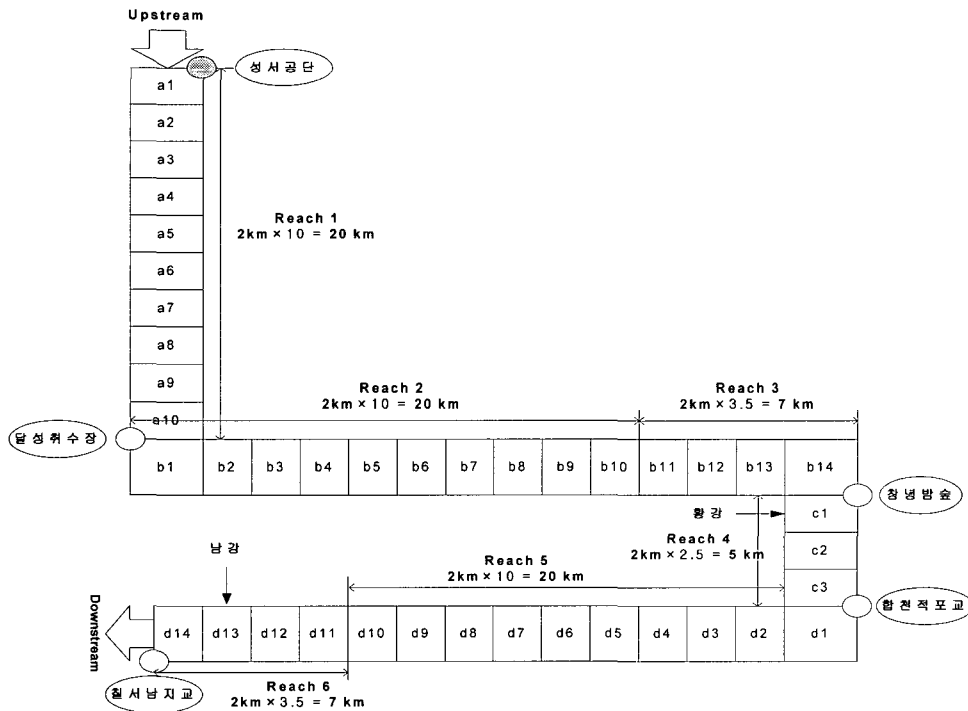 Upstream
성서공단
a1
a2
a3
a4
a5
a6
a7
a8
a9
a10
Reach 1
2km × 10 = 20 km
Reach 2
2km × 10 = 20 km
Reach 3
2km × 3.5 = 7 km
달성취수장
b1 b2 b3 b4 b5 b6 b7 b8 b9 b10 b11 b12 b13 b14
창녕밤숲
황강
c1
c2
c3
Reach 4
2km × 2.5 = 5 km
합천적포교
남강
Reach 5
2km × 10 = 20 km
Downstream
d14 d13 d12 d11 d10 d9 d8 d7 d6 d5 d4 d3 d2 d1
칠서남지교
Reach 6
2km × 3.5 = 7 km